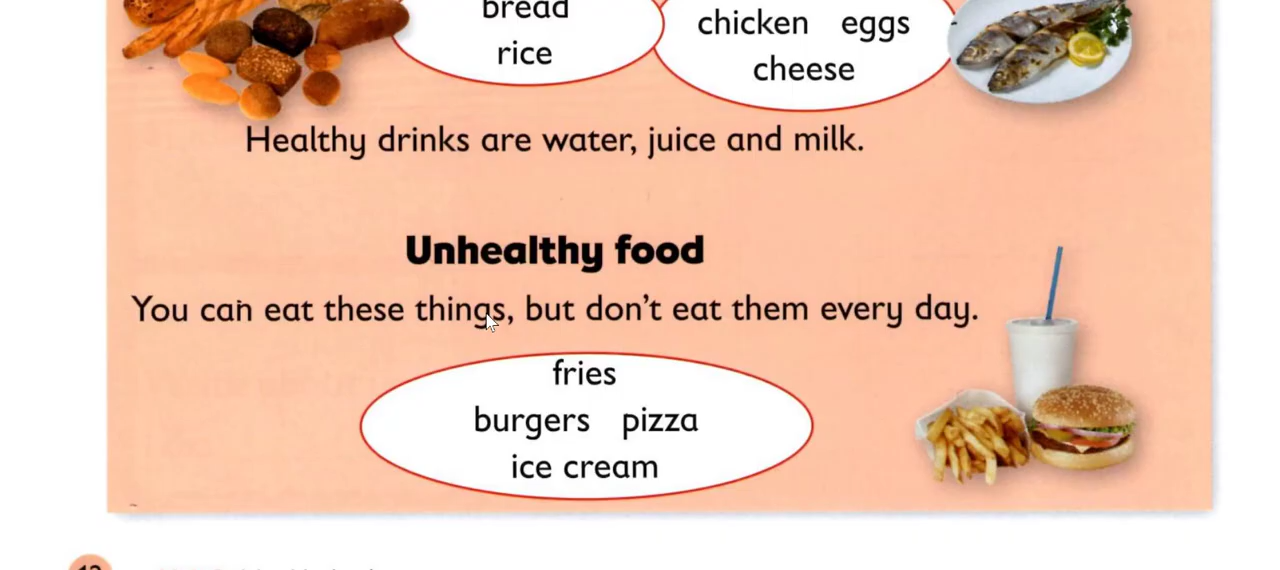 bread
rice
chicken eggs
cheese
Healthy drinks are water, juice and milk.
Unhealthy food
You can eat these things, but don't eat them every day.
fries
burgers pizza
ice cream